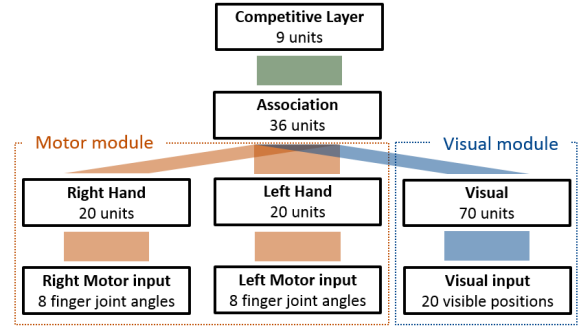 Competitive Layer
9 units
Association
36 units
Motor module
Visual module
Right Hand
20 units
Left Hand
20 units
Visual
70 units
Right Motor input
8 finger joint angles
Left Motor input
8 finger joint angles
Visual input
20 visible positions